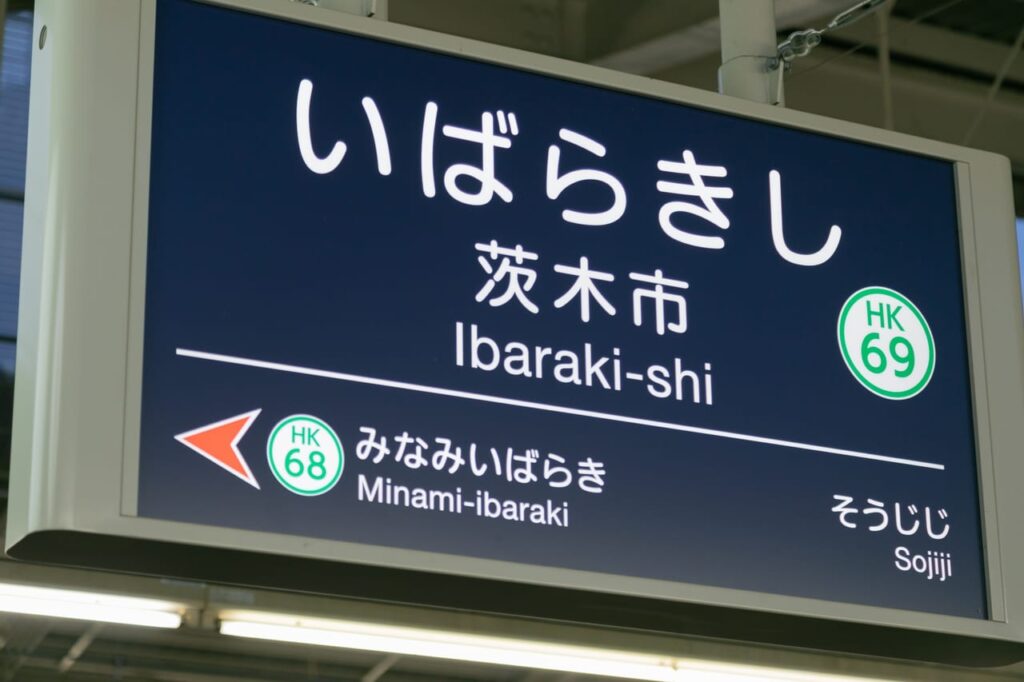 いばらきし
茨木市
Ibaraki-shi
HK
69
HK
68
みなみいばらき
Minami-ibaraki
そうじじ
Sojiji